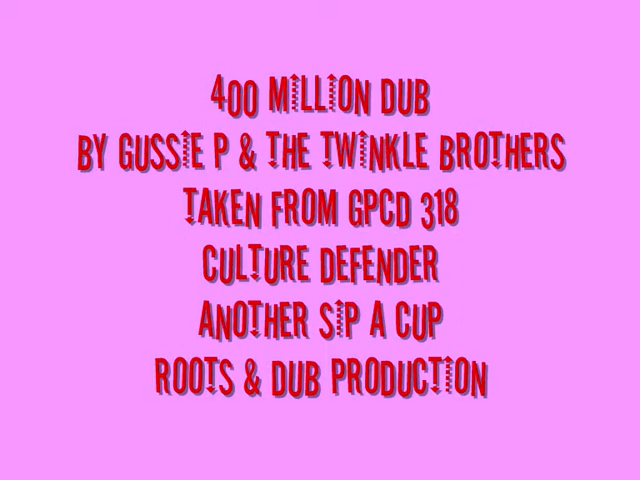 400 MILLION DUB
BY GUSSIE P & THE TWINKLE BROTHERS
TAKEN FROM GPCD 318
CULTURE DEFENDER
ANOTHER SIP A CUP
ROOTS & DUB PRODUCTION